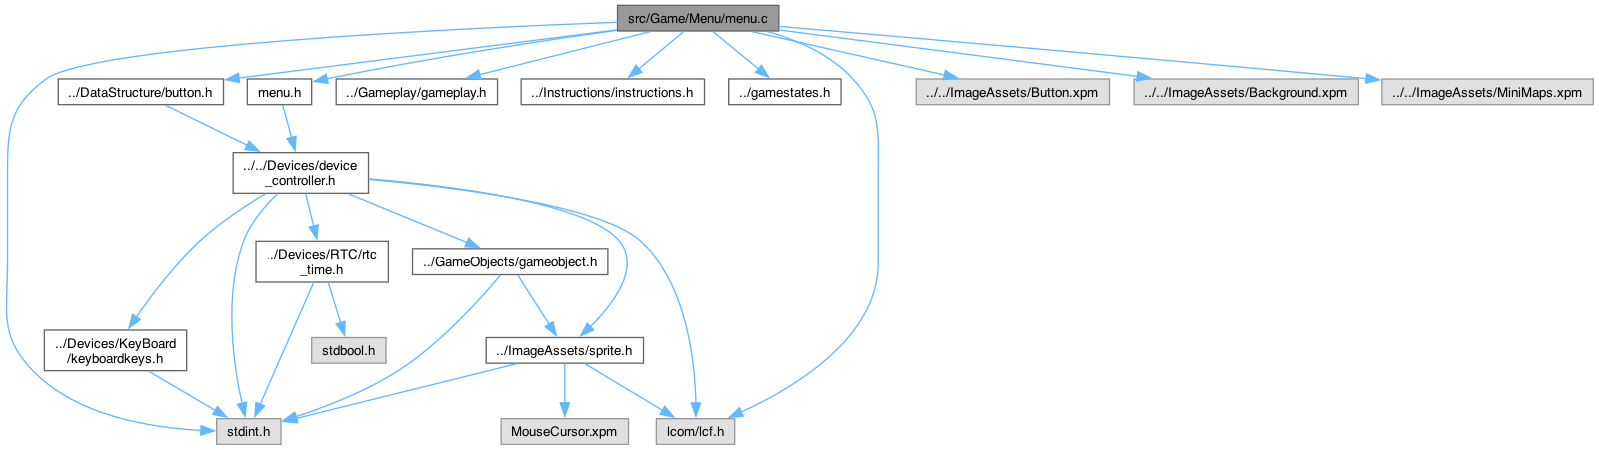 src/Game/Menu/menu.c
../DataStructure/button.h
menu.h
../Gameplay/gameplay.h
../Instructions/instructions.h
../gamestates.h
../../ImageAssets/Button.xpm
../../ImageAssets/Background.xpm
../../ImageAssets/MiniMaps.xpm
../../Devices/device
_controller.h
../Devices/RTC/rtc
_time.h
../GameObjects/gameobject.h
../Devices/KeyBoard
/keyboardkeys.h
stdbool.h
../ImageAssets/sprite.h
stdint.h
MouseCursor.xpm
lcom/lcf.h